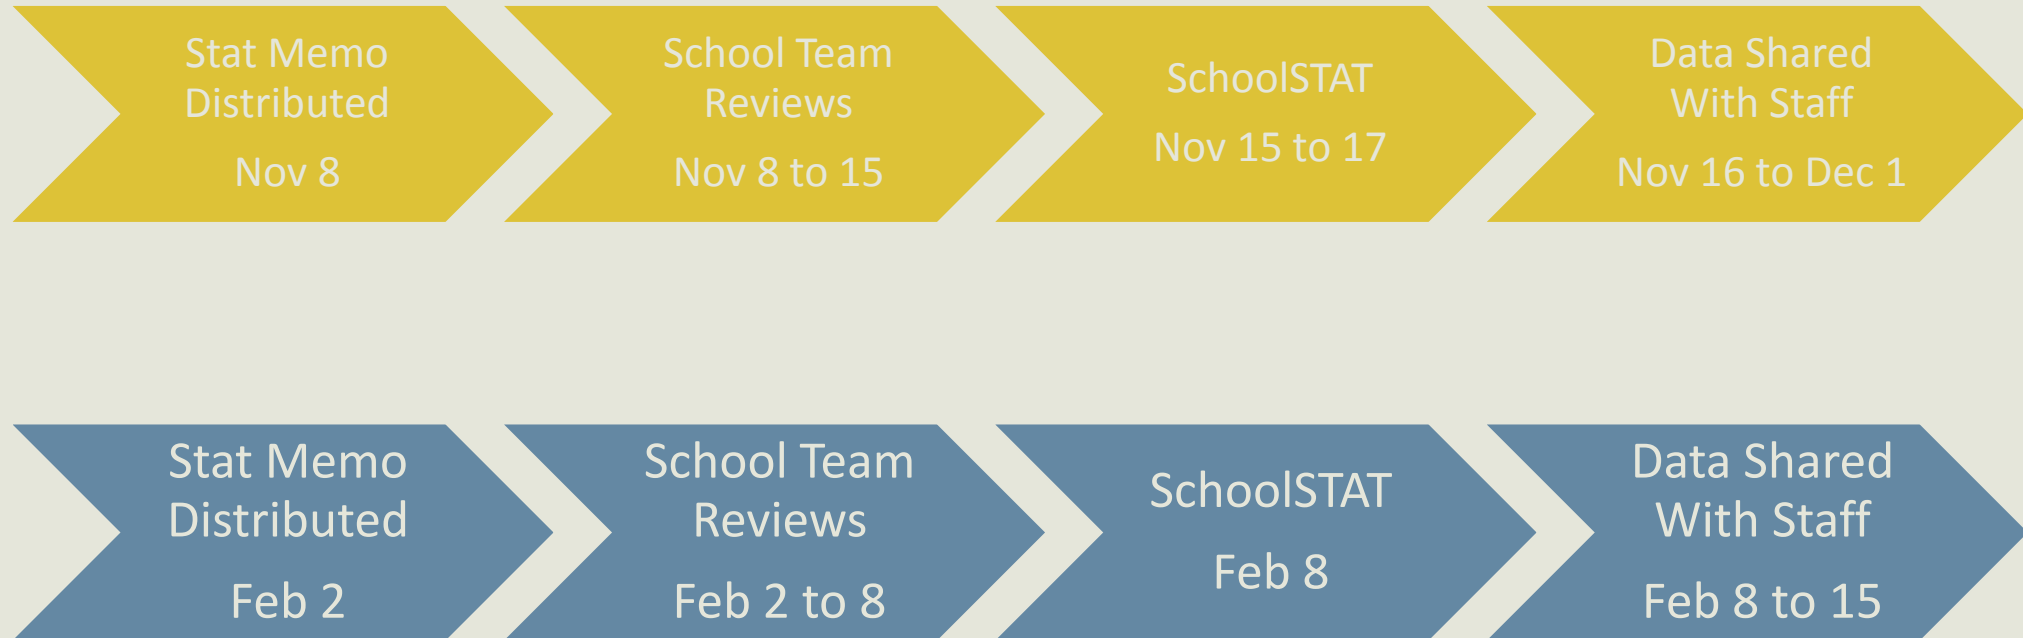 Stat Memo
Distributed
Nov 8
School Team
Reviews
Nov 8 to 15
SchoolSTAT
Nov 15 to 17
Data Shared
With Staff
Nov 16 to Dec 1
Stat Memo
Distributed
Feb 2
School Team
Reviews
Feb 2 to 8
SchoolSTAT
Feb 8
Data Shared
With Staff
Feb 8 to 15